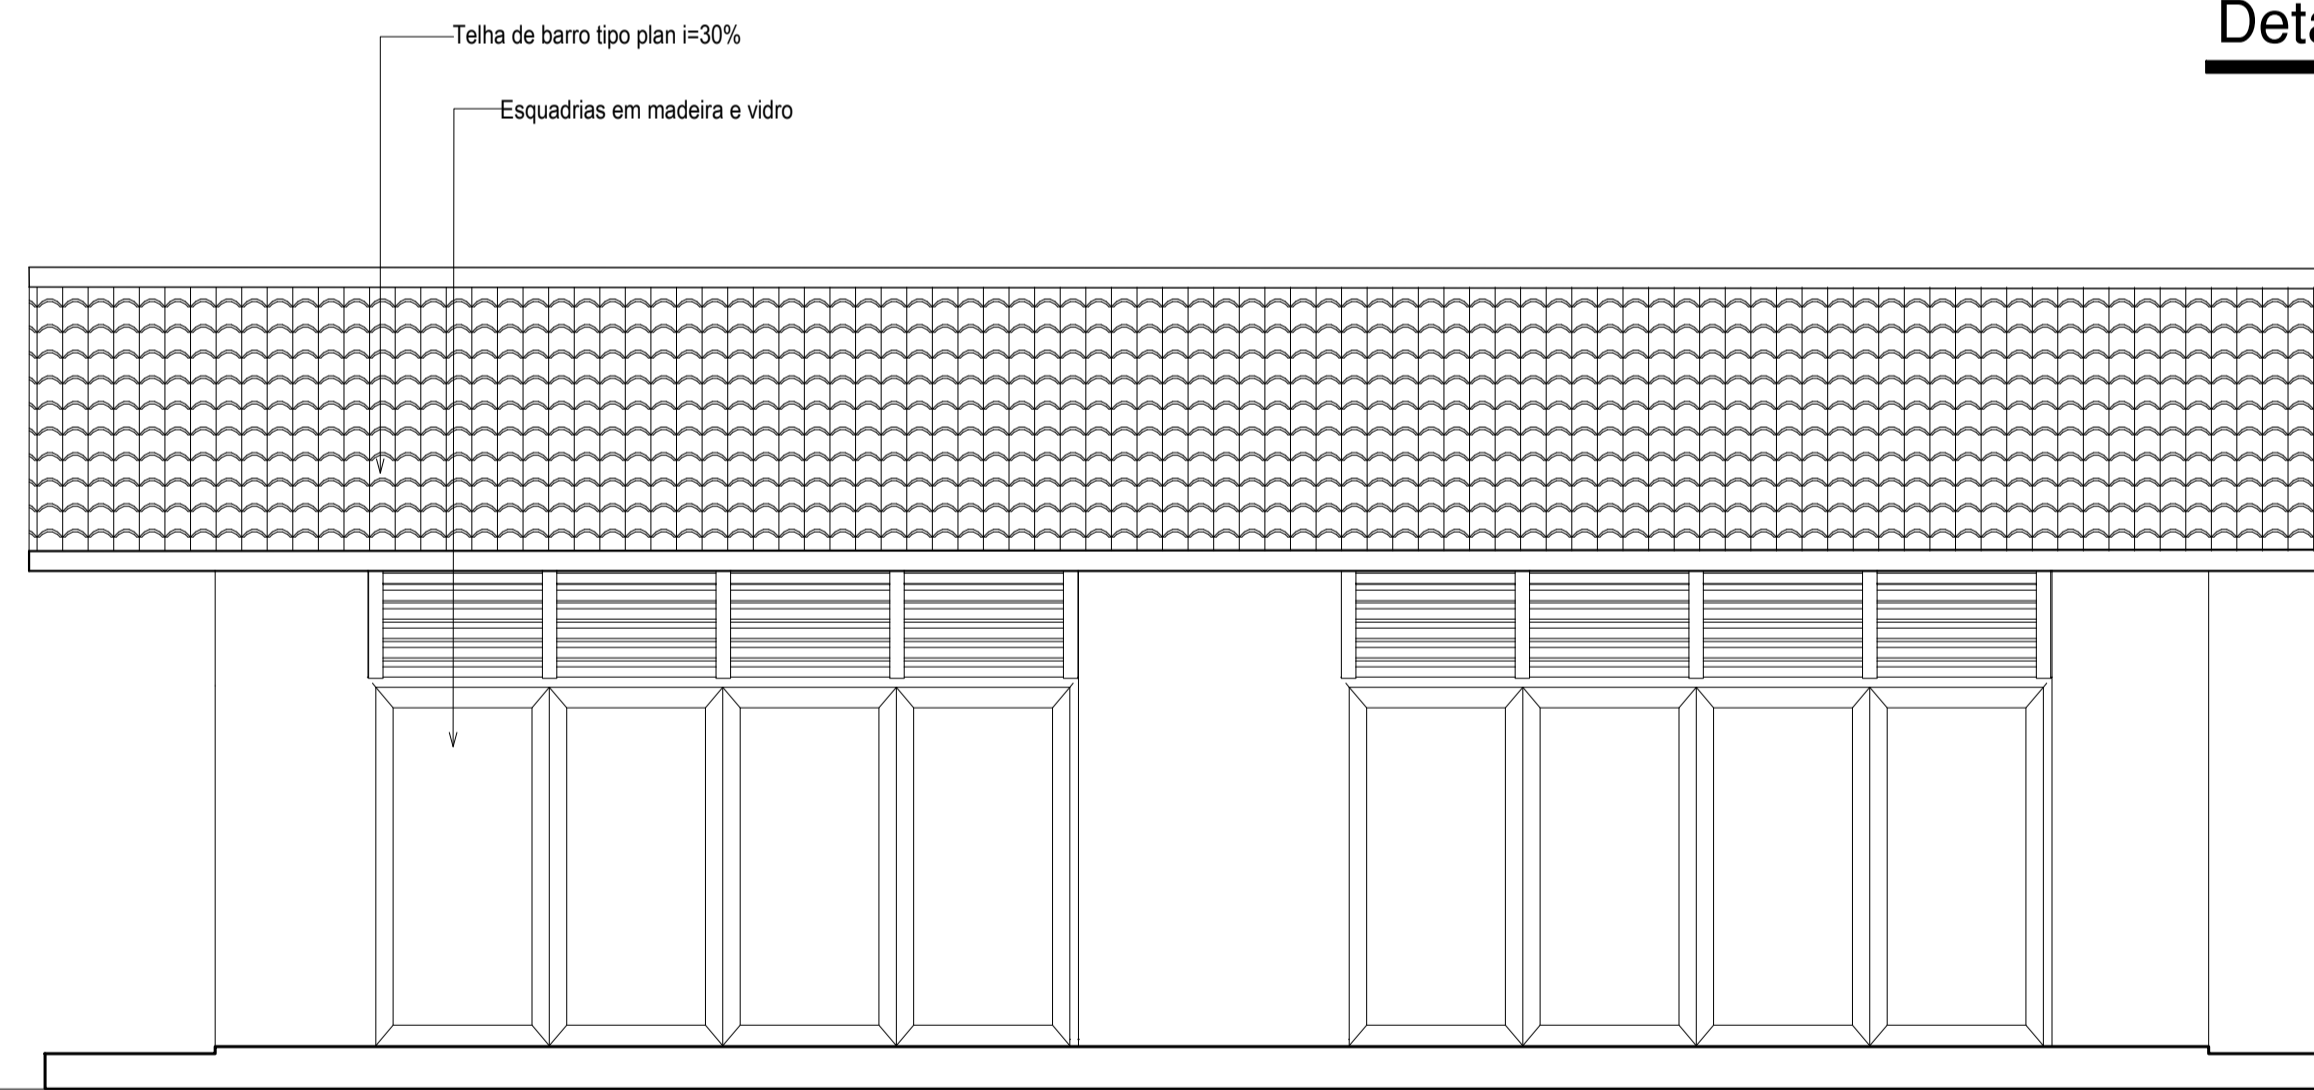 Telha de barro tipo plan i=30%
Esquadrias em madeira e vidro